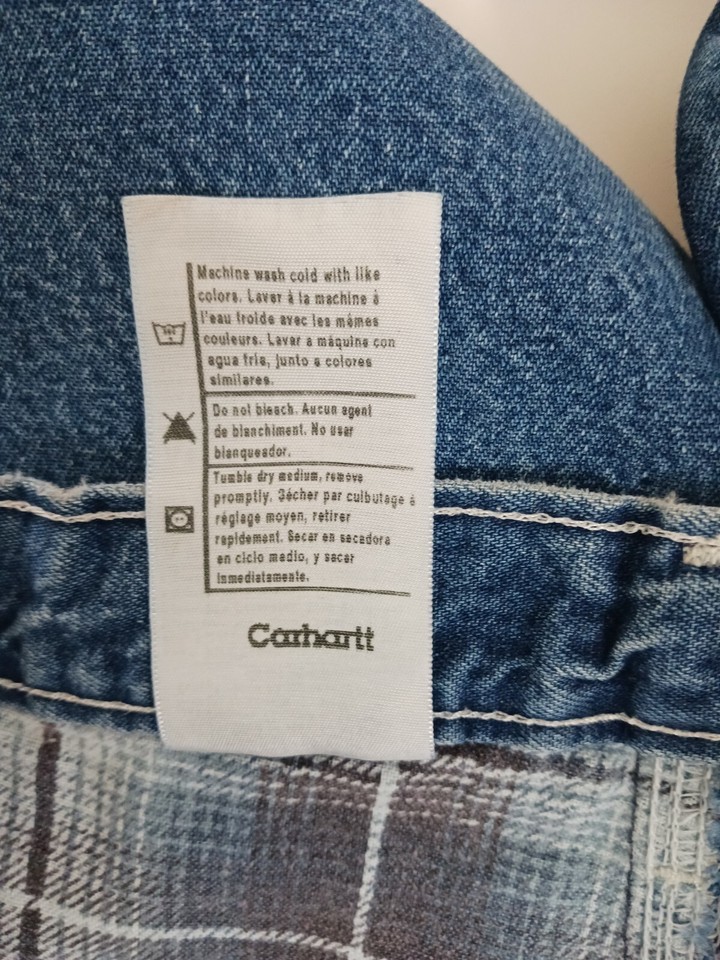 Machine wash cold with like
colors. Laver à la machine à
l'eau froide avec les mêmes
couleurs. Lavar a máquina con
agua fria, junto a colores
similares.
Do not bleach. Aucun agent
de blanchiment. No usar
blanqueador.
Tumble dry medium, remove
promptly. Sécher par culbutage à
réglage moyen, retirer
rapidement. Secar en secadora
en ciclo medio, y sacar
inmediatamente.
Carhartt